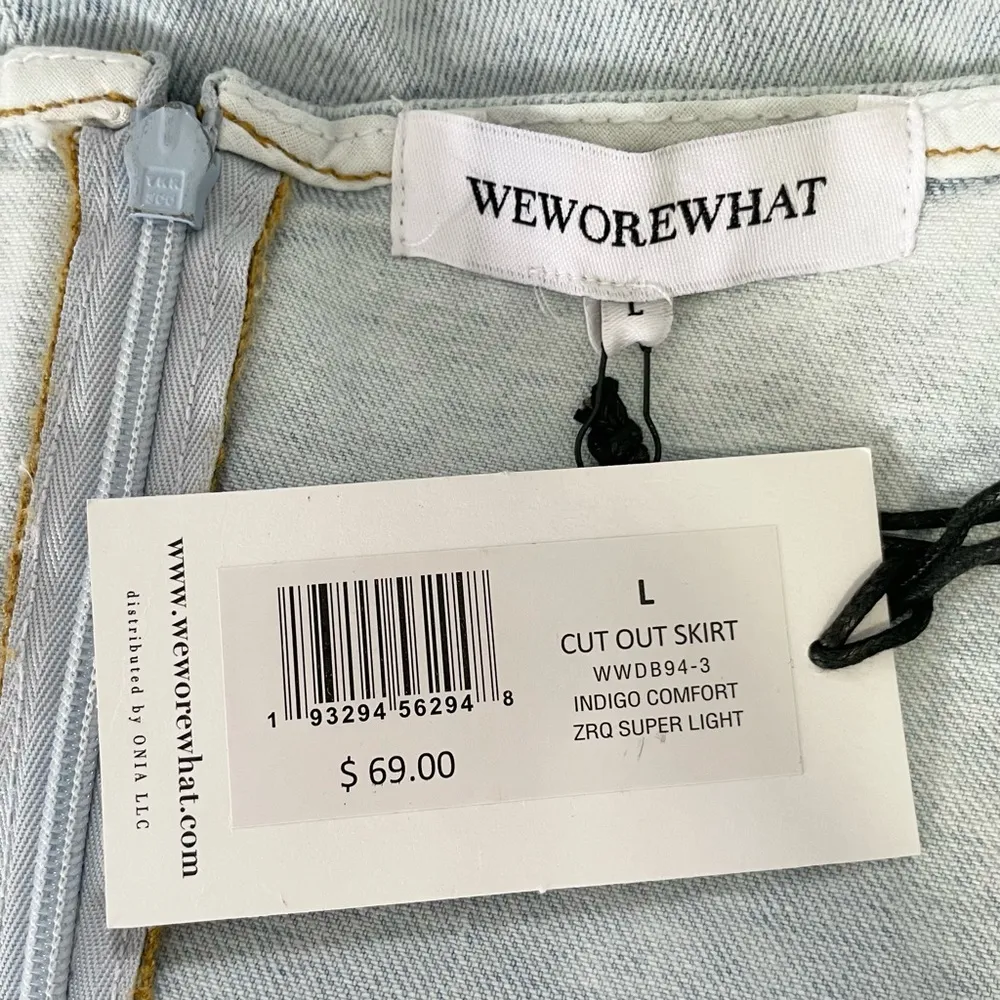 WEWOREWHAT
L
www.weworewhat.com
distributed by ONIA LLC
1 93294 56294 8
$ 69.00
L
CUT OUT SKIRT
WWDB94-3
INDIGO COMFORT
ZRQ SUPER LIGHT